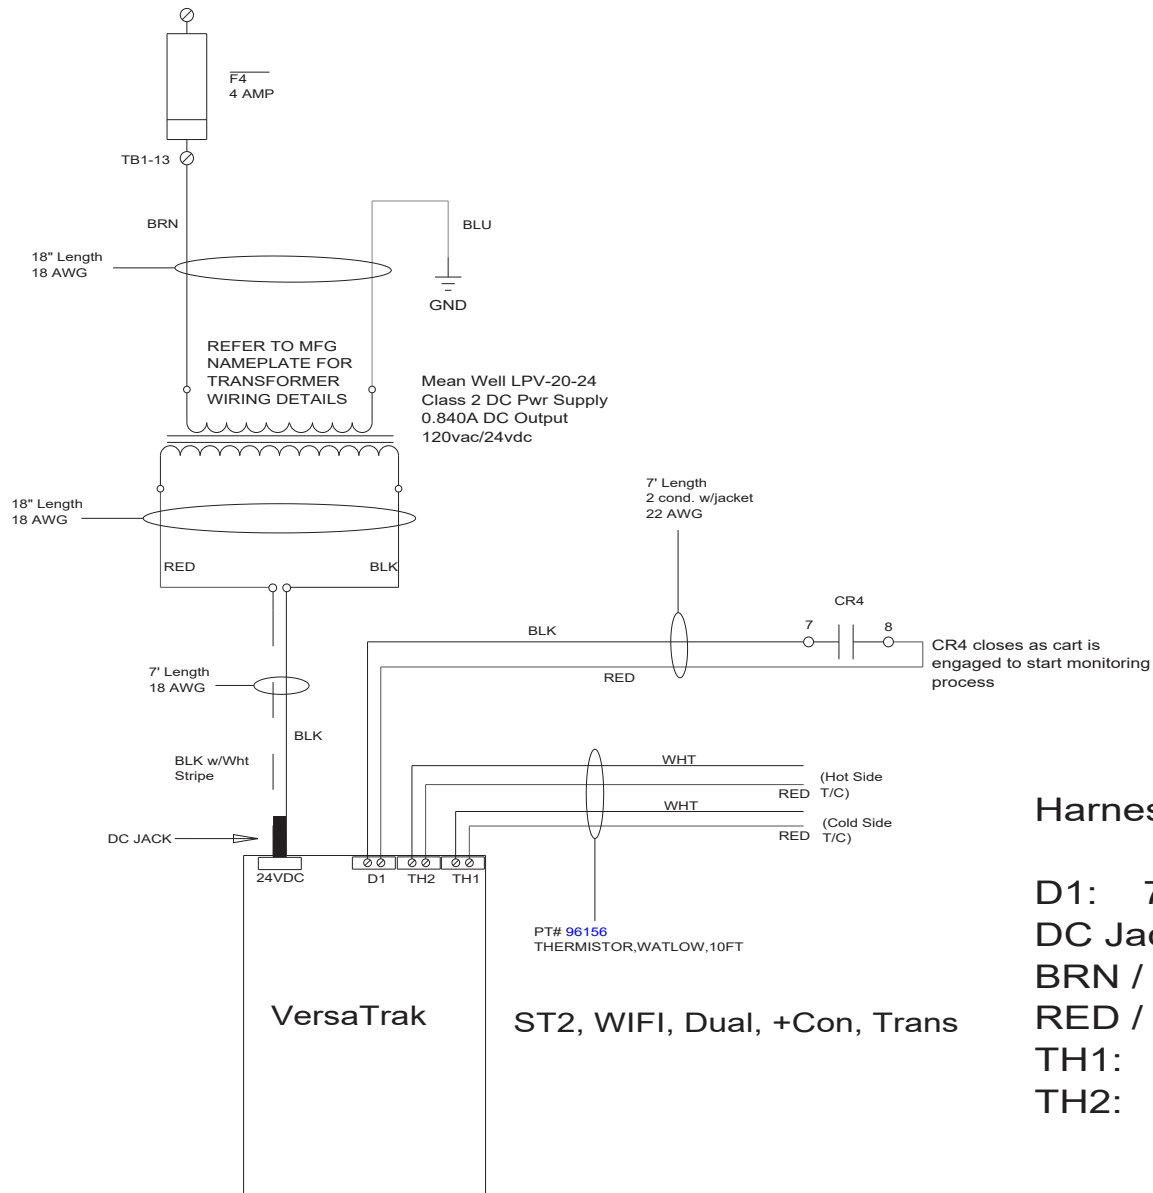 F4
4 AMP
TB1-13
BRN
BLU
18" Length
18 AWG
GND
REFER TO MFG
NAMEPLATE FOR
TRANSFORMER
WIRING DETAILS
Mean Well LPV-20-24
Class 2 DC Pwr Supply
0.840A DC Output
120vac/24vdc
18" Length
18 AWG
RED
BLK
7' Length
2 cond. w/jacket
22 AWG
CR4
7
8
BLK
RED
CR4 closes as cart is
engaged to start monitoring
process
7' Length
18 AWG
BLK
BLK w/Wht
Stripe
DC JACK
WHT
RED
(Hot Side
T/C)
WHT
RED
(Cold Side
T/C)
24VDC
D1
TH2
TH1
PT# 96156
THERMISTOR,WATLOW,10FT
VersaTrak
ST2, WIFI, Dual, +Con, Trans
Harnes
D1: 7
DC Jac
BRN /
RED /
TH1:
TH2: